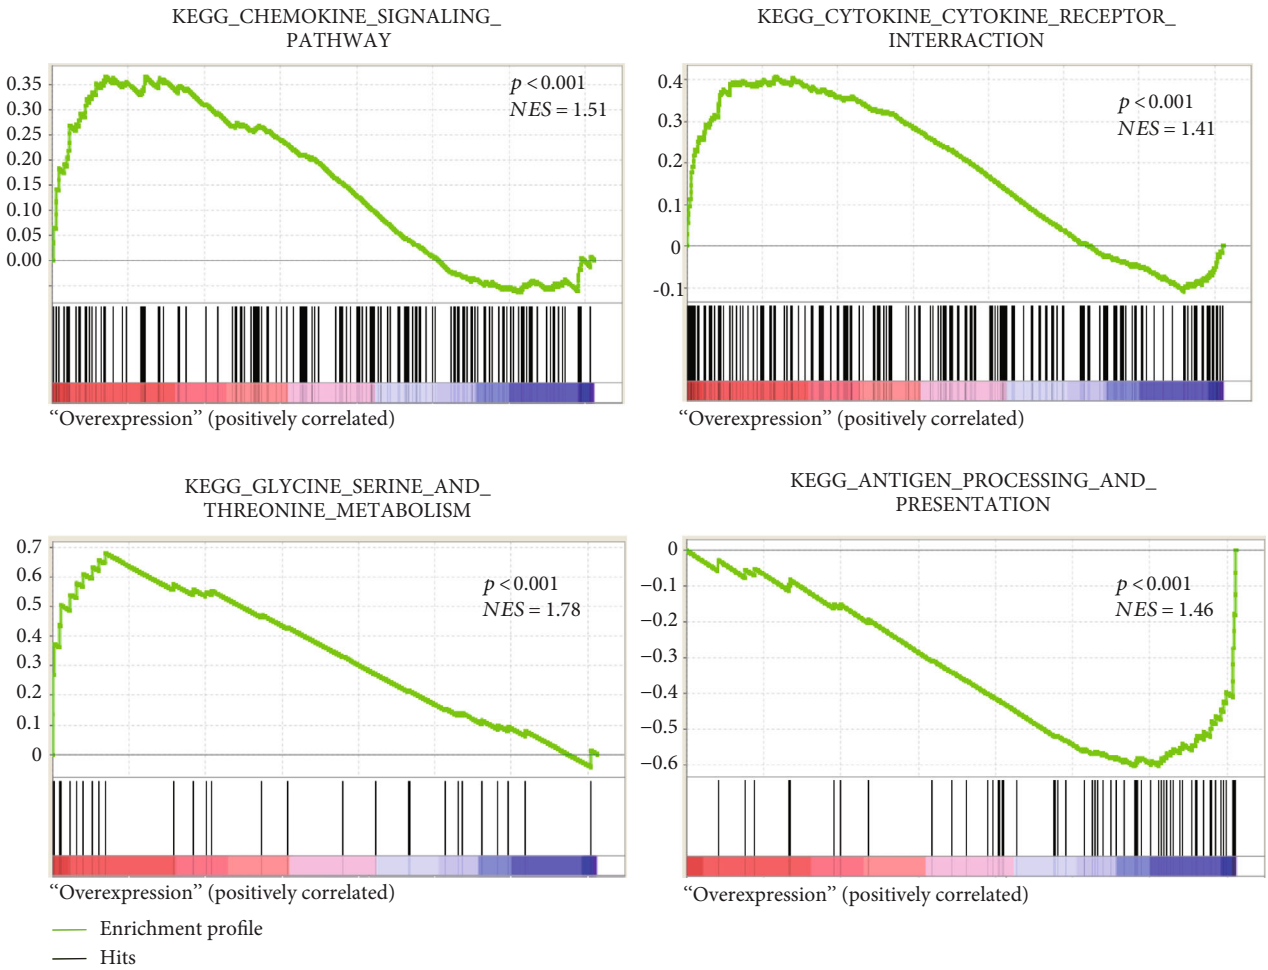 KEGG_CHEMOKINE_SIGNALING_
PATHWAY
0.35
0.30
0.25
0.20
0.15
0.10
0.05
0.00
p < 0.001
NES = 1.51
“Overexpression” (positively correlated)
KEGG_CYTOKINE_CYTOKINE_RECEPTOR_
INTERRACTION
0.4
0.3
0.2
0.1
0
-0.1
p < 0.001
NES = 1.41
“Overexpression” (positively correlated)
KEGG_GLYCINE_SERINE_AND_
THREONINE_METABOLISM
0.7
0.6
0.5
0.4
0.3
0.2
0.1
0
p < 0.001
NES = 1.78
“Overexpression” (positively correlated)
KEGG_ANTIGEN_PROCESSING_AND_
PRESENTATION
0
−0.1
−0.2
−0.3
−0.4
−0.5
−0.6
p < 0.001
NES = 1.46
“Overexpression” (positively correlated)
Enrichment profile
Hits